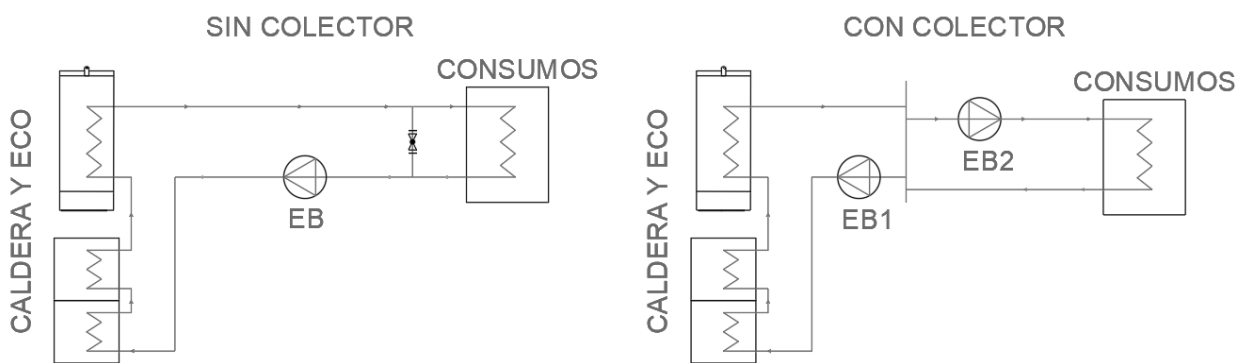 SIN COLECTOR
CONSUMOS
CALDERA Y ECO
EB
CON COLECTOR
CONSUMOS
CALDERA Y ECO
EB2
EB1